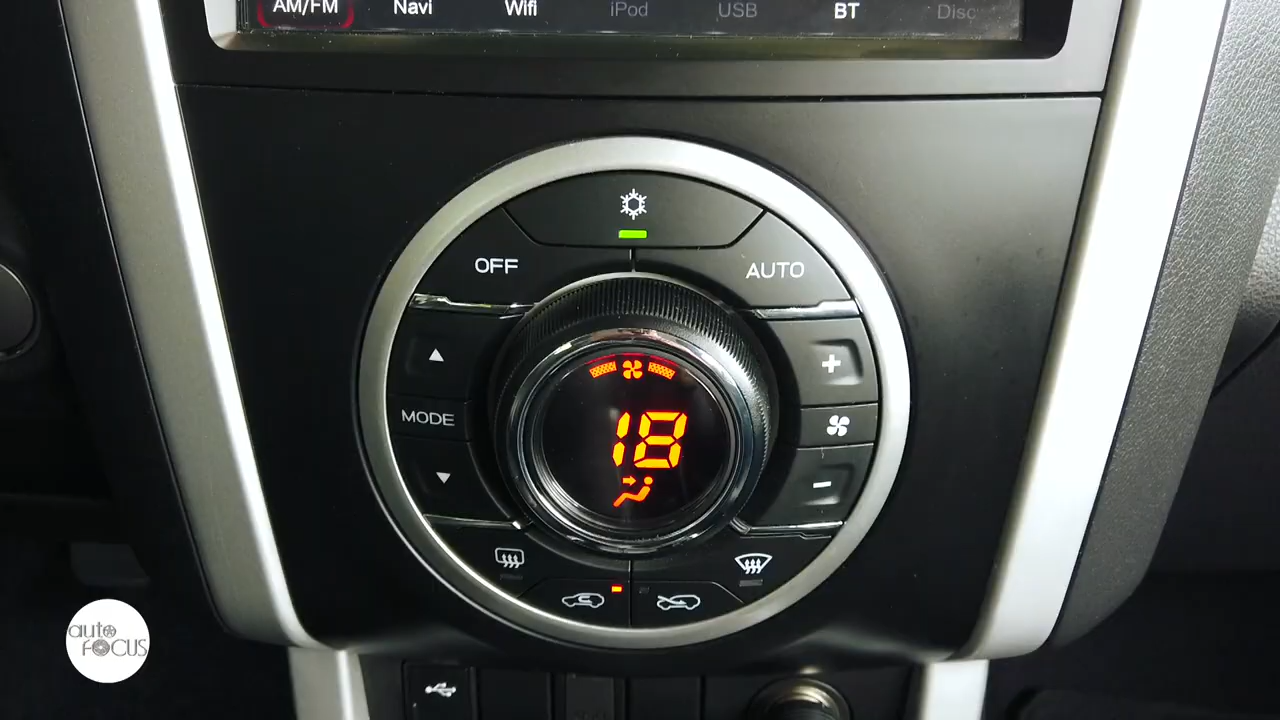 AM/FM Navi Wifi iPod USB BT Disc
OFF AUTO
MODE
18
auto
FOCUS